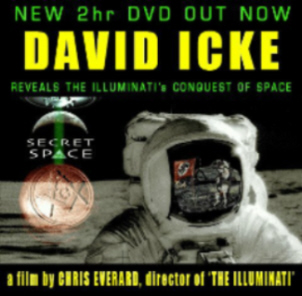 NEW 2hr DVD OUT NOW
DAVID ICKE
REVEALS THE ILLUMINATI's CONQUEST OF SPACE
SECRET
SPACE
a film by CHRIS EVERARD, director of 'THE ILLUMINATI'